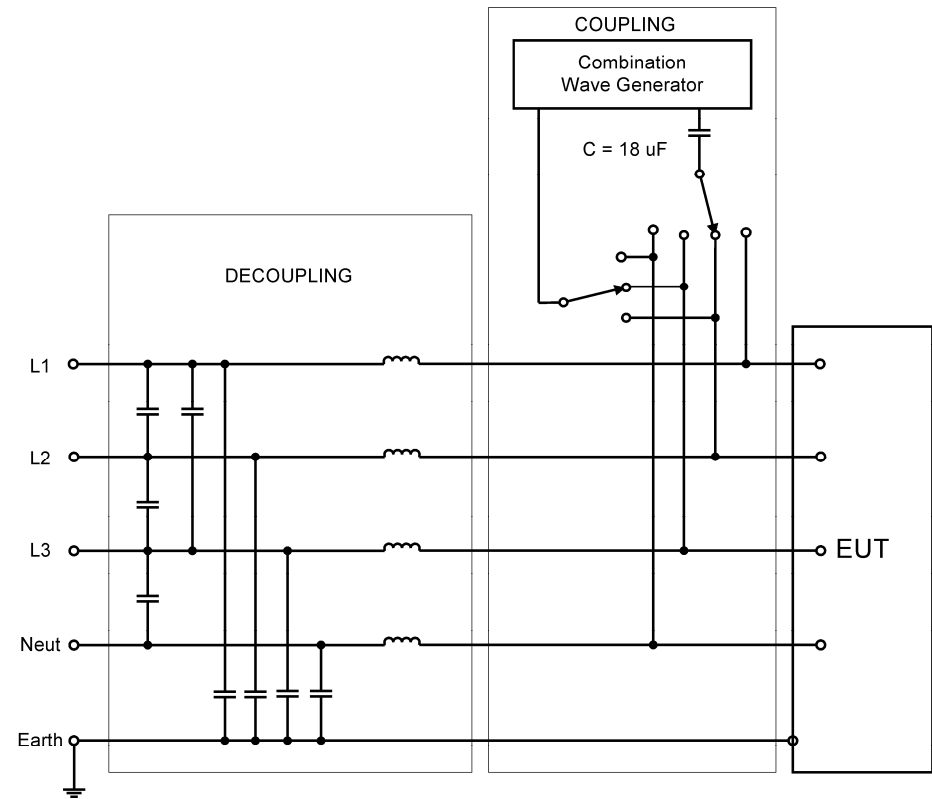 COUPLING
Combination
Wave Generator
C = 18 uF
DECOUPLING
L1
L2
L3
EUT
Neut
Earth